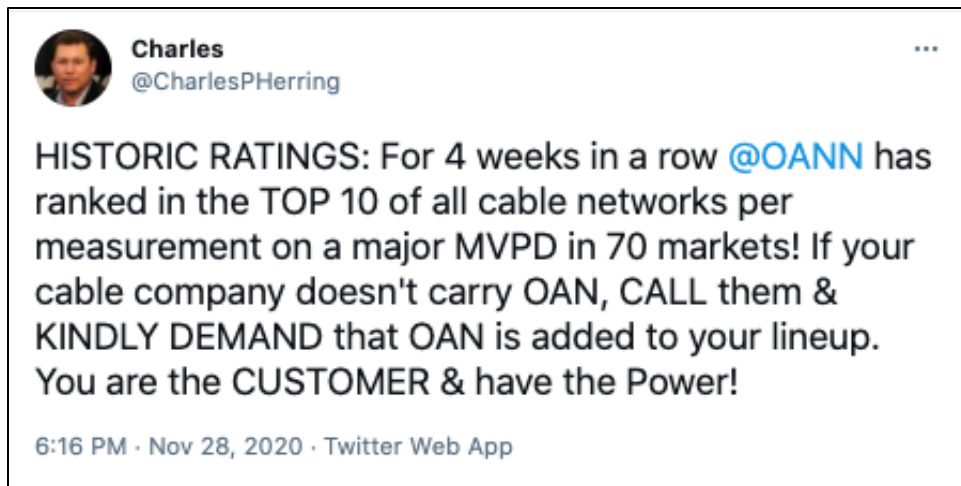 Charles
@CharlesPHerring
HISTORIC RATINGS: For 4 weeks in a row @OANN has
ranked in the TOP 10 of all cable networks per
measurement on a major MVPD in 70 markets! If your
cable company doesn't carry OAN, CALL them &
KINDLY DEMAND that OAN is added to your lineup.
You are the CUSTOMER & have the Power!
6:16 PM · Nov 28, 2020 · Twitter Web App